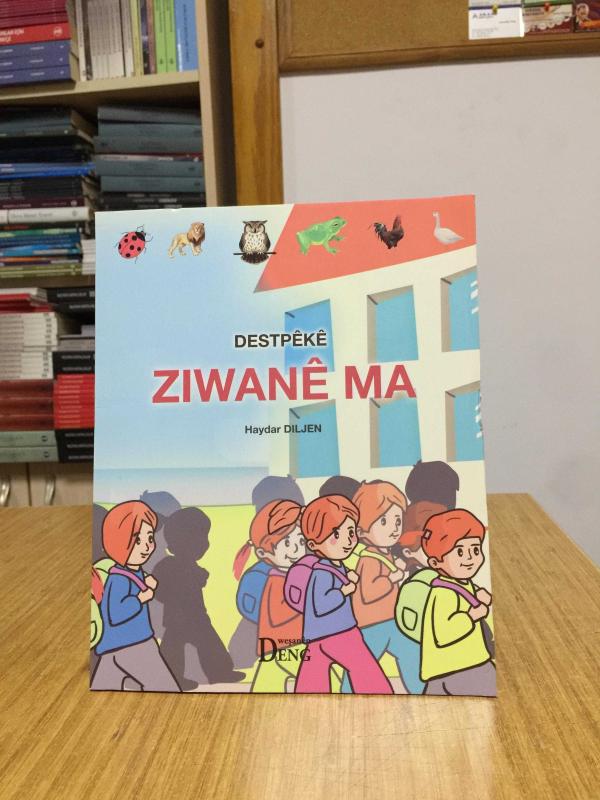 DESTPÊKÊ
ZIWANÊ MA
Haydar DILJEN
weşanên
DENG